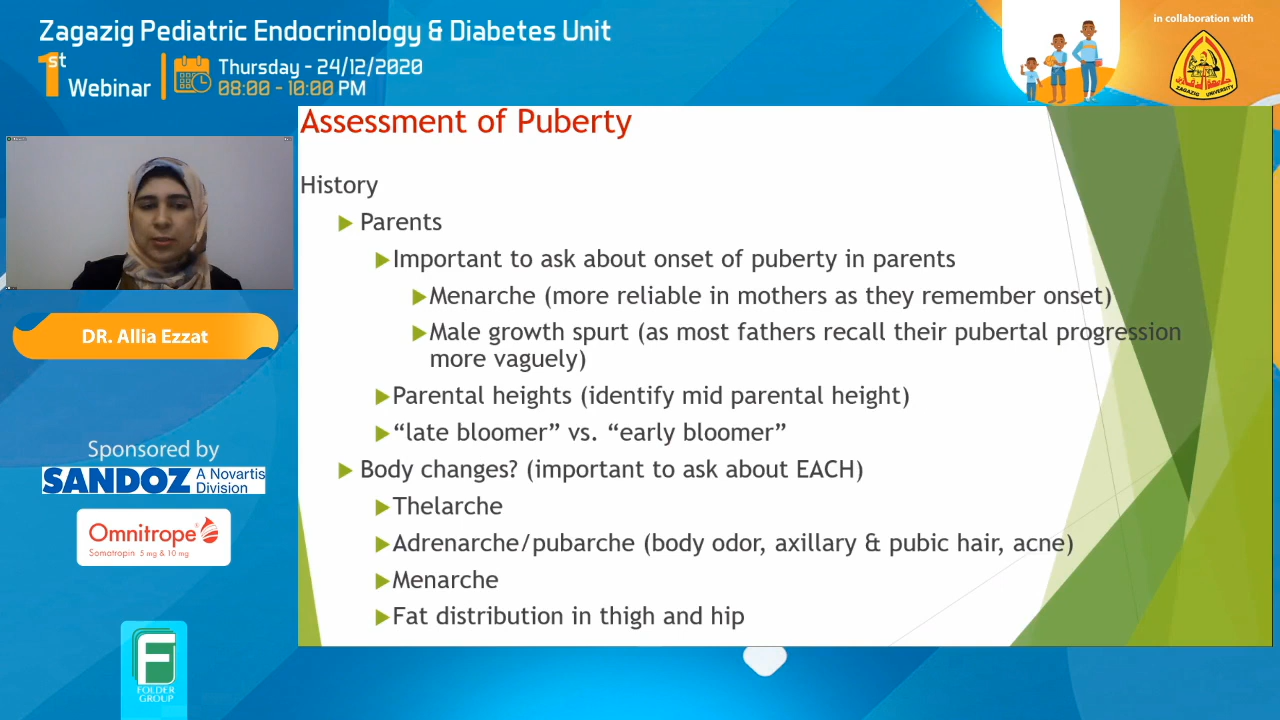 Zagazig Pediatric Endocrinology & Diabetes Unit
1st Webinar
Thursday - 24/12/2020
08:00 - 10:00 PM
in collaboration with
ZAGAZIG UNIVERSITY
Assessment of Puberty
History
Parents
Important to ask about onset of puberty in parents
Menarche (more reliable in mothers as they remember onset)
Male growth spurt (as most fathers recall their pubertal progression
more vaguely)
Parental heights (identify mid parental height)
“late bloomer” vs. “early bloomer”
Body changes? (important to ask about EACH)
Thelarche
Adrenarche/pubarche (body odor, axillary & pubic hair, acne)
Menarche
Fat distribution in thigh and hip
DR. Allia Ezzat
Sponsored by
SANDOZ A Novartis
Division
Omnitrope®
Somatropin 5 mg & 10 mg
FOLDER
GROUP